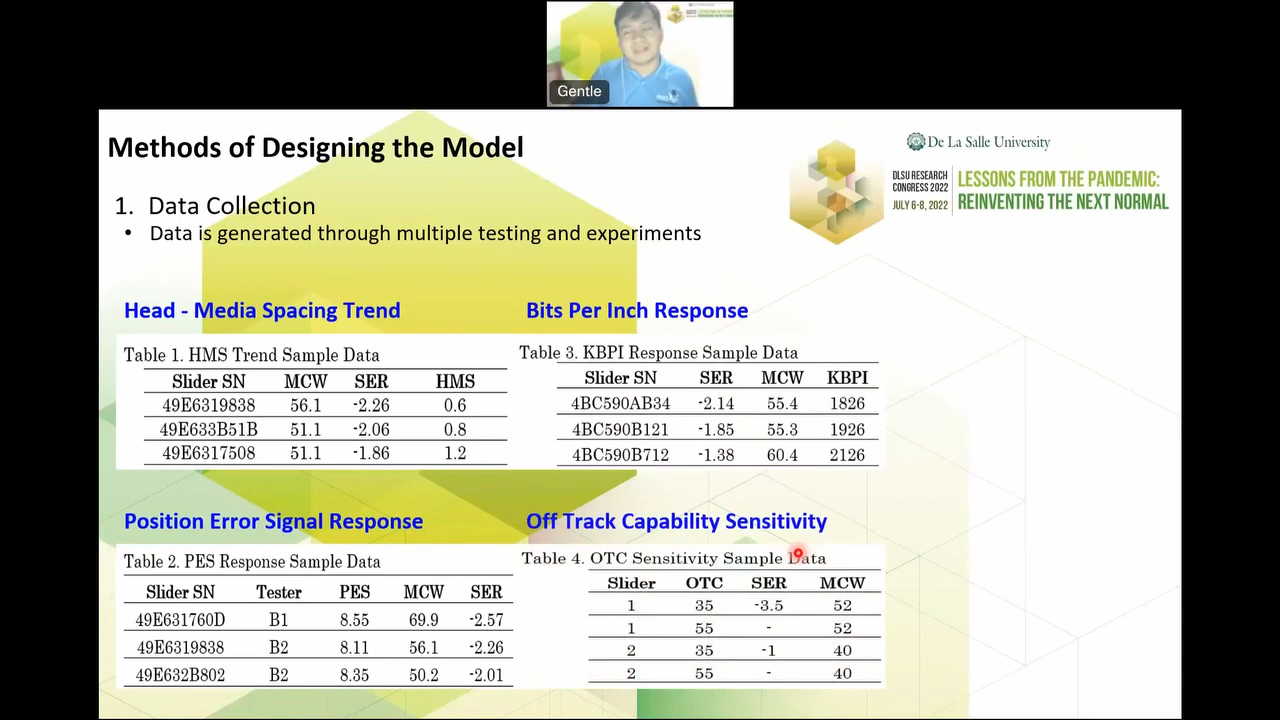 Gentle
Methods of Designing the Model
De La Salle University
DLSU RESEARCH
CONGRESS 2022
JULY 6-8, 2022
LESSONS FROM THE PANDEMIC:
REINVENTING THE NEXT NORMAL
1. Data Collection
• Data is generated through multiple testing and experiments
Head - Media Spacing Trend
Table 1. HMS Trend Sample Data
Slider SN MCW SER HMS
49E6319838 56.1 -2.26 0.6
49E633B51B 51.1 -2.06 0.8
49E6317508 51.1 -1.86 1.2
Bits Per Inch Response
Table 3. KBPI Response Sample Data
Slider SN SER MCW KBPI
4BC590AB34 -2.14 55.4 1826
4BC590B121 -1.85 55.3 1926
4BC590B712 -1.38 60.4 2126
Position Error Signal Response
Table 2. PES Response Sample Data
Slider SN Tester PES MCW SER
49E631760D B1 8.55 69.9 -2.57
49E6319838 B2 8.11 56.1 -2.26
49E632B802 B2 8.35 50.2 -2.01
Off Track Capability Sensitivity
Table 4. OTC Sensitivity Sample Data
Slider OTC SER MCW
1 35 -3.5 52
1 55 - 52
2 35 -1 40
2 55 - 40